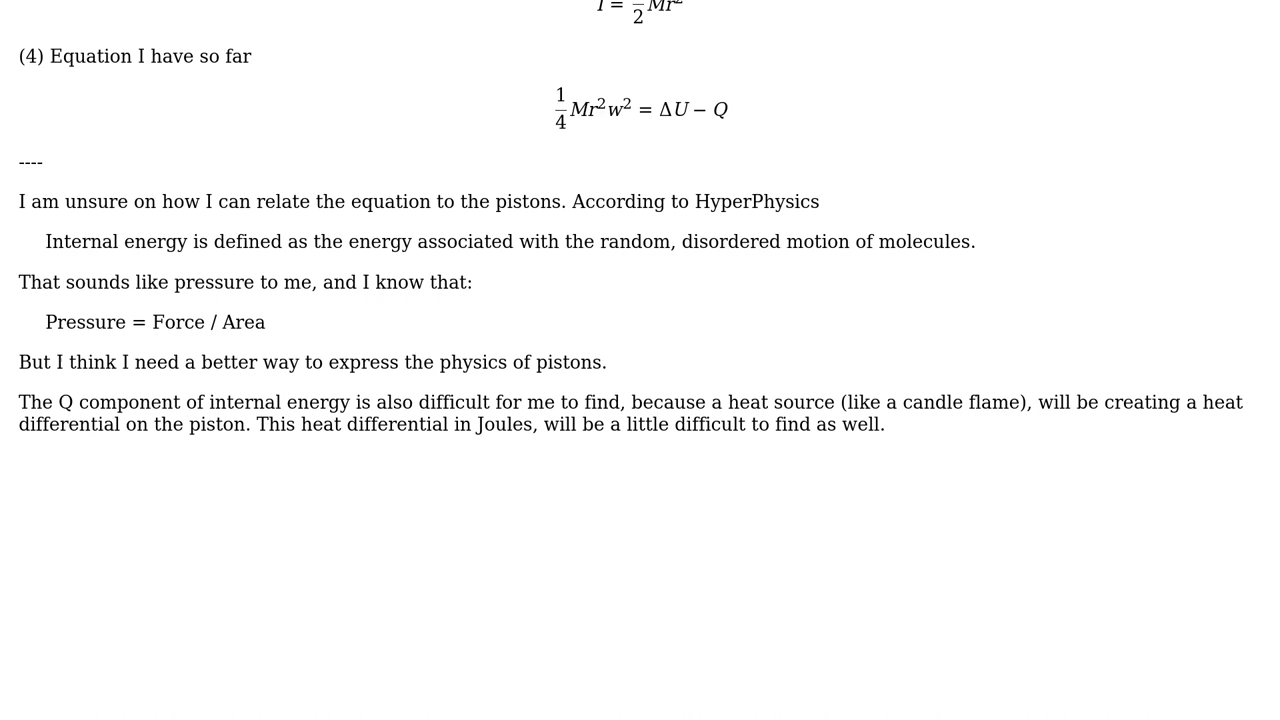 I = 1/2 Mr²
(4) Equation I have so far
1/4 Mr²w² = ΔU − Q
----
I am unsure on how I can relate the equation to the pistons. According to HyperPhysics
Internal energy is defined as the energy associated with the random, disordered motion of molecules.
That sounds like pressure to me, and I know that:
Pressure = Force / Area
But I think I need a better way to express the physics of pistons.
The Q component of internal energy is also difficult for me to find, because a heat source (like a candle flame), will be creating a heat
differential on the piston. This heat differential in Joules, will be a little difficult to find as well.